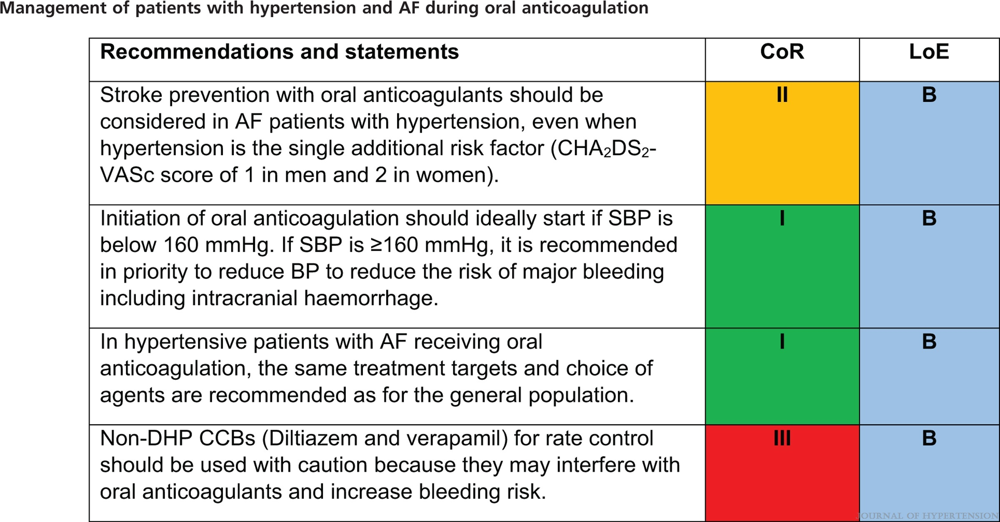 Management of patients with hypertension and AF during oral anticoagulation
Recommendations and statements CoR LoE
Stroke prevention with oral anticoagulants should be II B
considered in AF patients with hypertension, even when
hypertension is the single additional risk factor (CHA₂DS₂-
VASc score of 1 in men and 2 in women).
Initiation of oral anticoagulation should ideally start if SBP is I B
below 160 mmHg. If SBP is ≥160 mmHg, it is recommended
in priority to reduce BP to reduce the risk of major bleeding
including intracranial haemorrhage.
In hypertensive patients with AF receiving oral I B
anticoagulation, the same treatment targets and choice of
agents are recommended as for the general population.
Non-DHP CCBs (Diltiazem and verapamil) for rate control III B
should be used with caution because they may interfere with
oral anticoagulants and increase bleeding risk.
JOURNAL OF HYPERTENSION